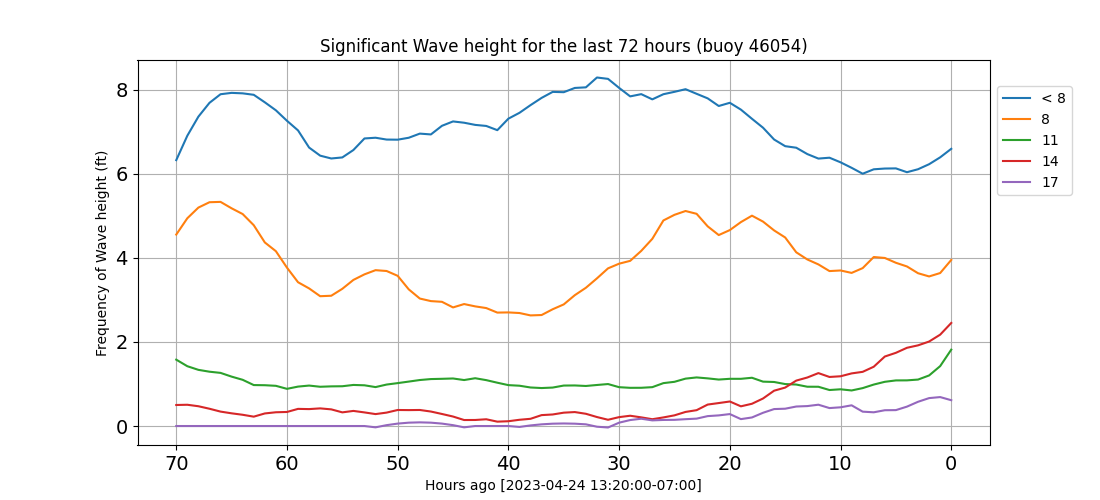 Significant Wave height for the last 72 hours (buoy 46054)
Frequency of Wave height (ft)
8
6
4
2
0
70 60 50 40 30 20 10 0
Hours ago [2023-04-24 13:20:00-07:00]
< 8
8
11
14
17